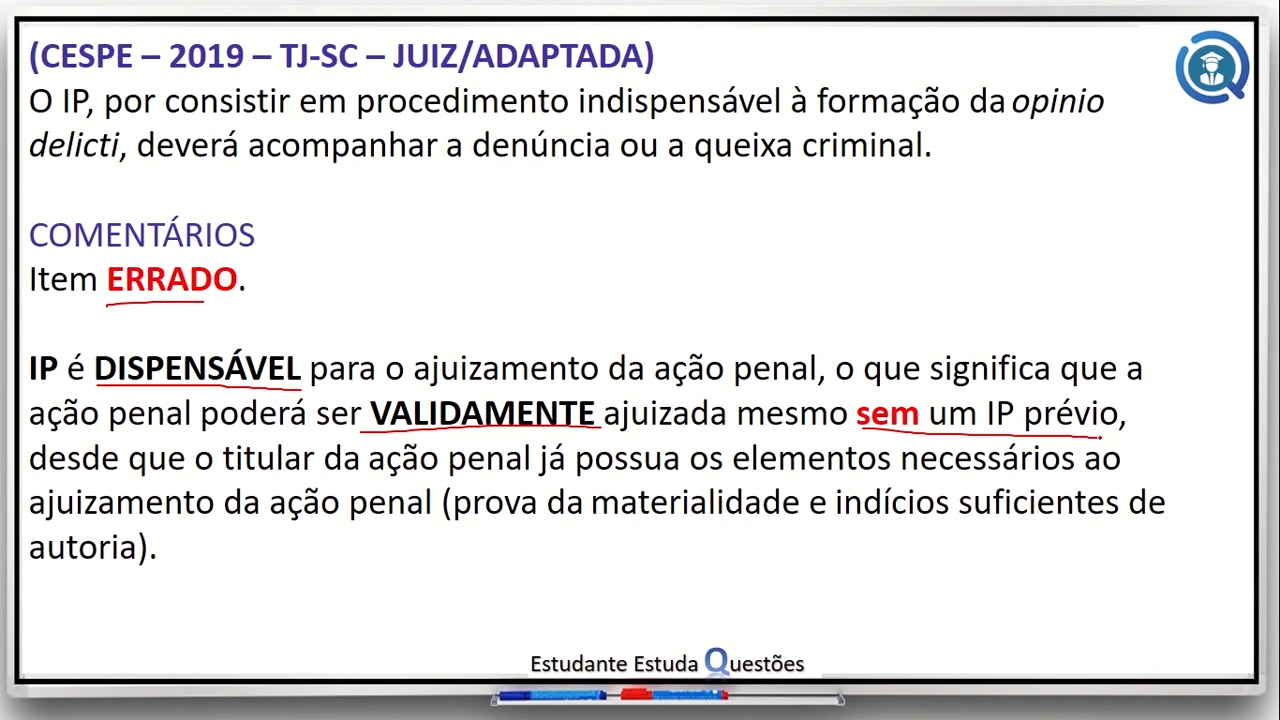 (CESPE – 2019 – TJ-SC – JUIZ/ADAPTADA)
O IP, por consistir em procedimento indispensável à formação da opinio
delicti, deverá acompanhar a denúncia ou a queixa criminal.
COMENTÁRIOS
Item ERRADO.
IP é DISPENSÁVEL para o ajuizamento da ação penal, o que significa que a
ação penal poderá ser VALIDAMENTE ajuizada mesmo sem um IP prévio,
desde que o titular da ação penal já possua os elementos necessários ao
ajuizamento da ação penal (prova da materialidade e indícios suficientes de
autoria).
Estudante Estuda Questões